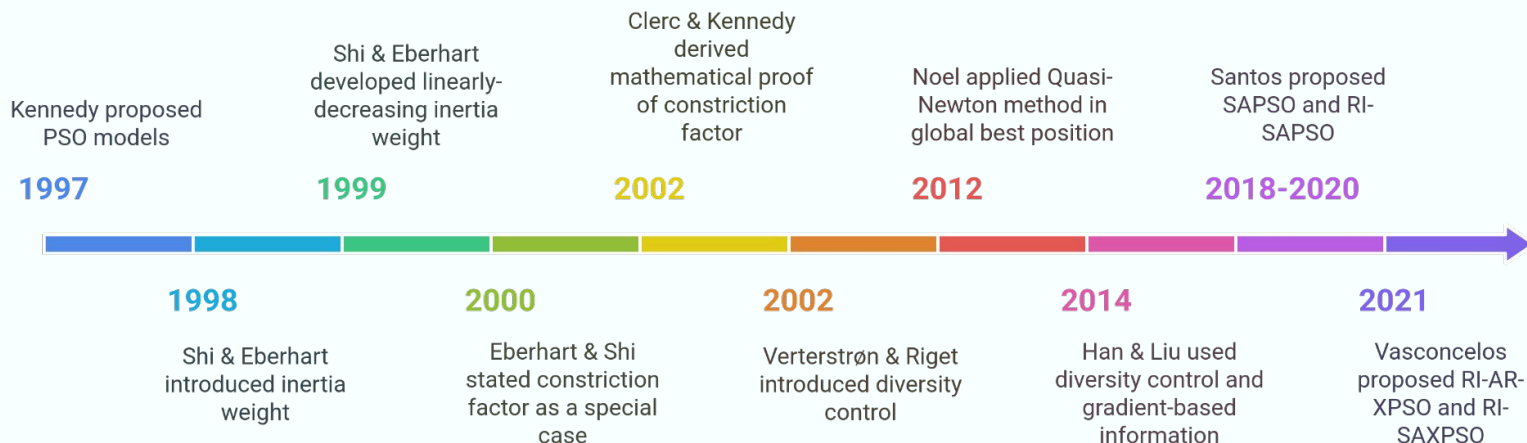 Kennedy proposed
PSO models
1997
1998
Shi & Eberhart
introduced inertia
weight
Shi & Eberhart
developed linearly-
decreasing inertia
weight
1999
2000
Eberhart & Shi
stated constriction
factor as a special
case
Clerc & Kennedy
derived
mathematical proof
of constriction
factor
2002
2002
Verterstrøn & Riget
introduced diversity
control
Noel applied Quasi-
Newton method in
global best position
2012
2014
Han & Liu used
diversity control and
gradient-based
information
Santos proposed
SAPSO and RI-
SAPSO
2018-2020
2021
Vasconcelos
proposed RI-AR-
XPSO and RI-
SAXPSO